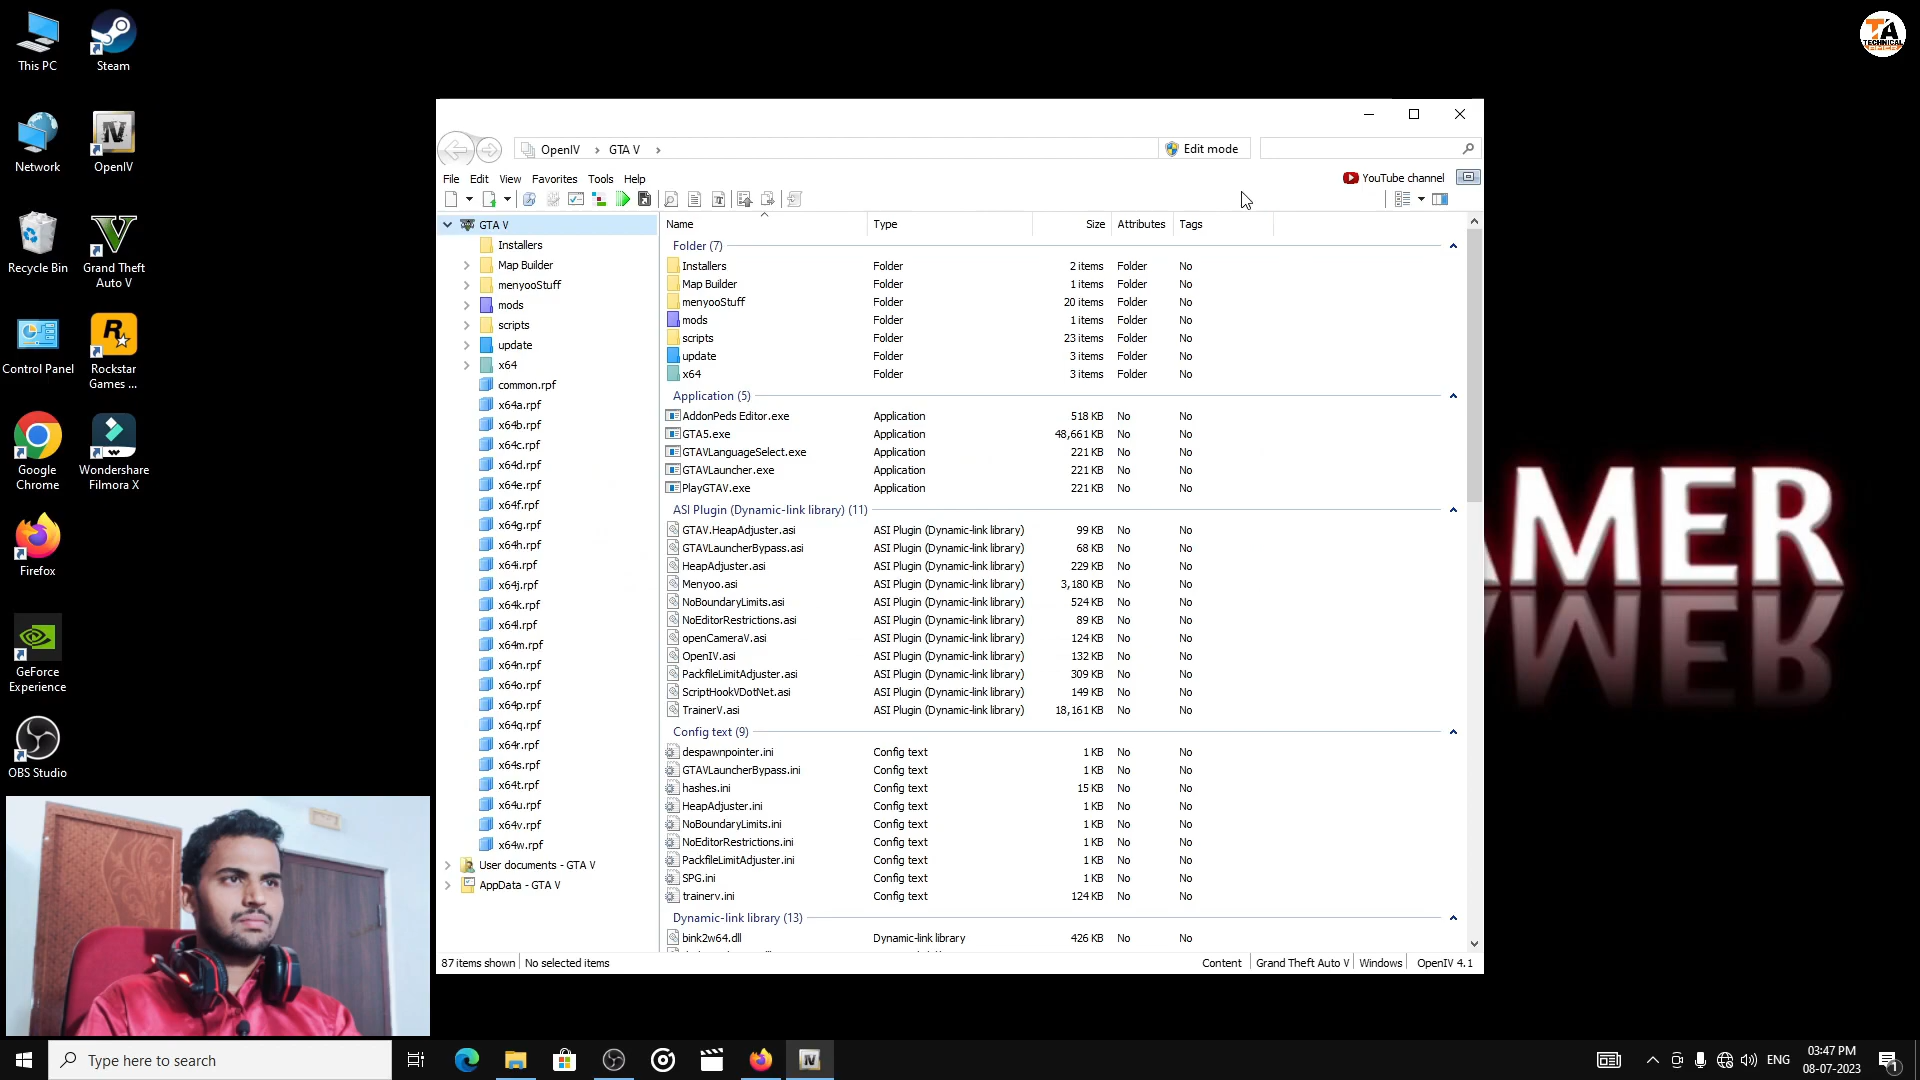 This PC
Steam
Network
OpenIV
Recycle Bin
Grand Theft
Auto V
Control Panel
Rockstar
Games ...
Google
Chrome
Wondershare
Filmora X
Firefox
GeForce
Experience
OBS Studio
TA
TECHNICAL
AMER
OpenIV > GTA V >
Edit mode
File Edit View Favorites Tools Help
YouTube channel
GTA V
Installers
Map Builder
menyooStuff
mods
scripts
update
x64
common.rpf
x64a.rpf
x64b.rpf
x64c.rpf
x64d.rpf
x64e.rpf
x64f.rpf
x64g.rpf
x64h.rpf
x64i.rpf
x64j.rpf
x64k.rpf
x64l.rpf
x64m.rpf
x64n.rpf
x64o.rpf
x64p.rpf
x64q.rpf
x64r.rpf
x64s.rpf
x64t.rpf
x64u.rpf
x64v.rpf
x64w.rpf
User documents - GTA V
AppData - GTA V
Name Type Size Attributes Tags
Folder (7)
Installers Folder 2 items Folder No
Map Builder Folder 1 items Folder No
menyooStuff Folder 20 items Folder No
mods Folder 1 items Folder No
scripts Folder 23 items Folder No
update Folder 3 items Folder No
x64 Folder 3 items Folder No
Application (5)
AddonPeds Editor.exe Application 518 KB No No
GTA5.exe Application 48,661 KB No No
GTAVLanguageSelect.exe Application 221 KB No No
GTAVLauncher.exe Application 221 KB No No
PlayGTAV.exe Application 221 KB No No
ASI Plugin (Dynamic-link library) (11)
GTAV.HeapAdjuster.asi ASI Plugin (Dynamic-link library) 99 KB No No
GTAVLauncherBypass.asi ASI Plugin (Dynamic-link library) 68 KB No No
HeapAdjuster.asi ASI Plugin (Dynamic-link library) 229 KB No No
Menyoo.asi ASI Plugin (Dynamic-link library) 3,180 KB No No
NoBoundaryLimits.asi ASI Plugin (Dynamic-link library) 524 KB No No
NoEditorRestrictions.asi ASI Plugin (Dynamic-link library) 89 KB No No
openCameraV.asi ASI Plugin (Dynamic-link library) 124 KB No No
OpenIV.asi ASI Plugin (Dynamic-link library) 132 KB No No
PackfileLimitAdjuster.asi ASI Plugin (Dynamic-link library) 309 KB No No
ScriptHookVDotNet.asi ASI Plugin (Dynamic-link library) 149 KB No No
TrainerV.asi ASI Plugin (Dynamic-link library) 18,161 KB No No
Config text (9)
despawnpointer.ini Config text 1 KB No No
GTAVLauncherBypass.ini Config text 1 KB No No
hashes.ini Config text 15 KB No No
HeapAdjuster.ini Config text 1 KB No No
NoBoundaryLimits.ini Config text 1 KB No No
NoEditorRestrictions.ini Config text 1 KB No No
PackfileLimitAdjuster.ini Config text 1 KB No No
SPG.ini Config text 1 KB No No
trainerv.ini Config text 124 KB No No
Dynamic-link library (13)
bink2w64.dll Dynamic-link library 426 KB No No
87 items shown No selected items
Content Grand Theft Auto V Windows OpenIV 4.1
Type here to search
ENG
03:47 PM
08-07-2023
1